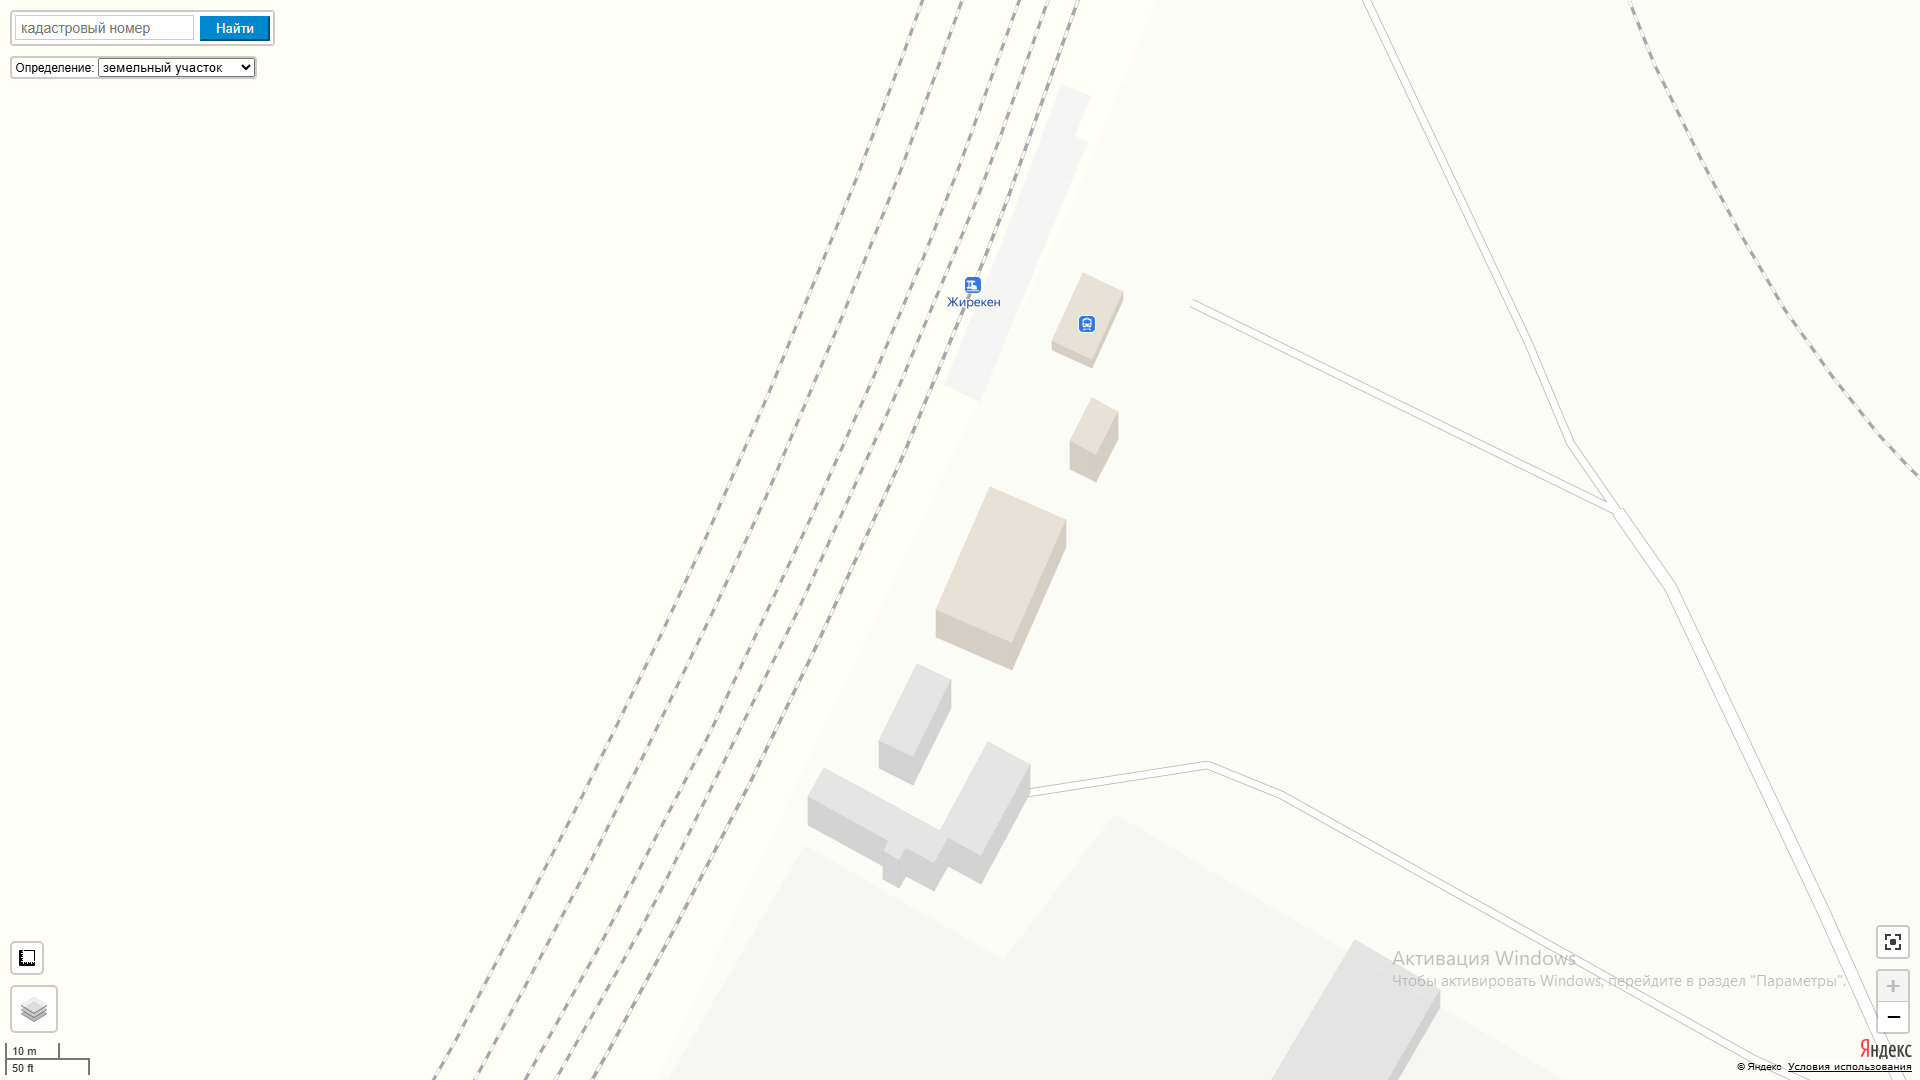 кадастровый номер
Найти
Определение: земельный участок
Жирекен
Активация Windows
Чтобы активировать Windows, перейдите в раздел "Параметры".
+
−
10 m
50 ft
Яндекс
© Яндекс Условия использования